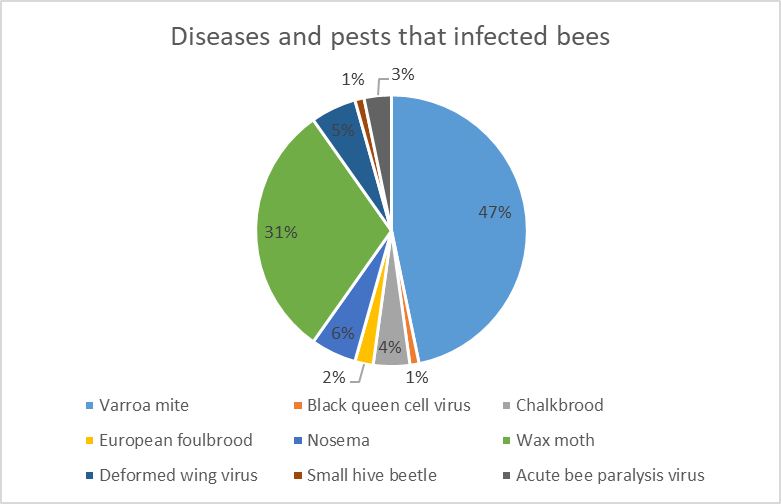 Diseases and pests that infected bees
1%
3%
5%
47%
31%
6%
4%
2%
1%
Varroa mite
Black queen cell virus
Chalkbrood
European foulbrood
Nosema
Wax moth
Deformed wing virus
Small hive beetle
Acute bee paralysis virus